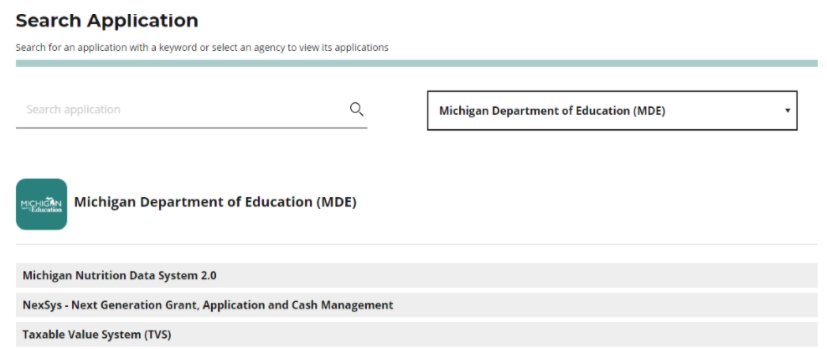 Search Application
Search for an application with a keyword or select an agency to view its applications
Search application
Michigan Department of Education (MDE)
MICHIGAN
Education
Michigan Department of Education (MDE)
Michigan Nutrition Data System 2.0
NexSys - Next Generation Grant, Application and Cash Management
Taxable Value System (TVS)